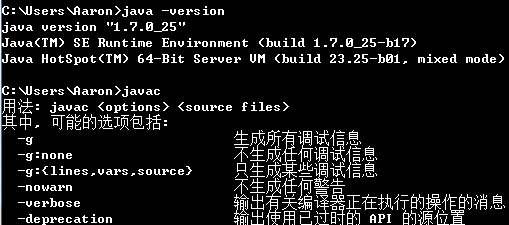 C:\Users\Aaron>java -version
java version "1.7.0_25"
Java(TM) SE Runtime Environment (build 1.7.0_25-b17)
Java HotSpot(TM) 64-Bit Server VM (build 23.25-b01, mixed mode)
C:\Users\Aaron>javac
用法: javac <options> <source files>
其中, 可能的选项包括:
-g 生成所有调试信息
-g:none 不生成任何调试信息
-g:{lines,vars,source} 只生成某些调试信息
-nowarn 不生成任何警告
-verbose 输出有关编译器正在执行的操作的消息
-deprecation 输出使用已过时的 API 的源位置